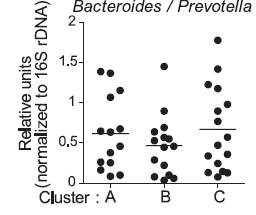 Bacteroides / Prevotella
Relative units
(normalized to 16S rDNA)
2
1.5
1
0.5
0
Cluster : A B C